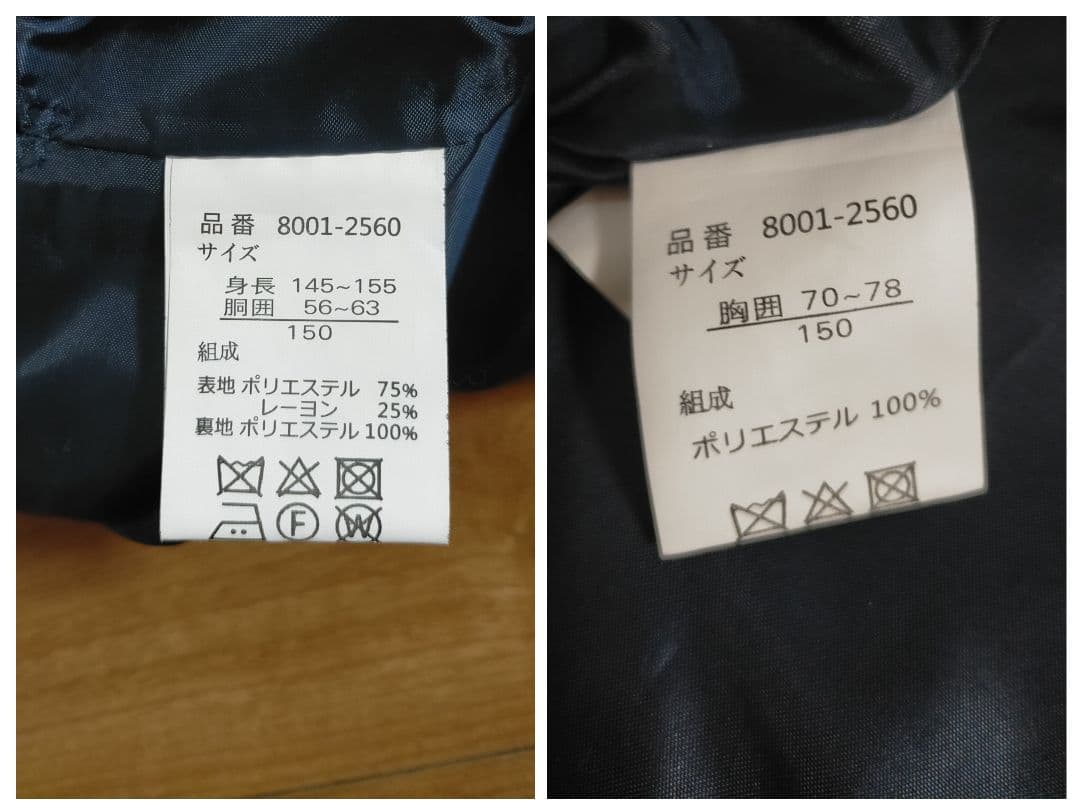 品番 8001-2560
サイズ
身長 145~155
胴囲 56~63
150
組成
表地 ポリエステル 75%
レーヨン 25%
裏地 ポリエステル 100%
F
W
品番 8001-2560
サイズ
胸囲 70~78
150
組成
ポリエステル 100%